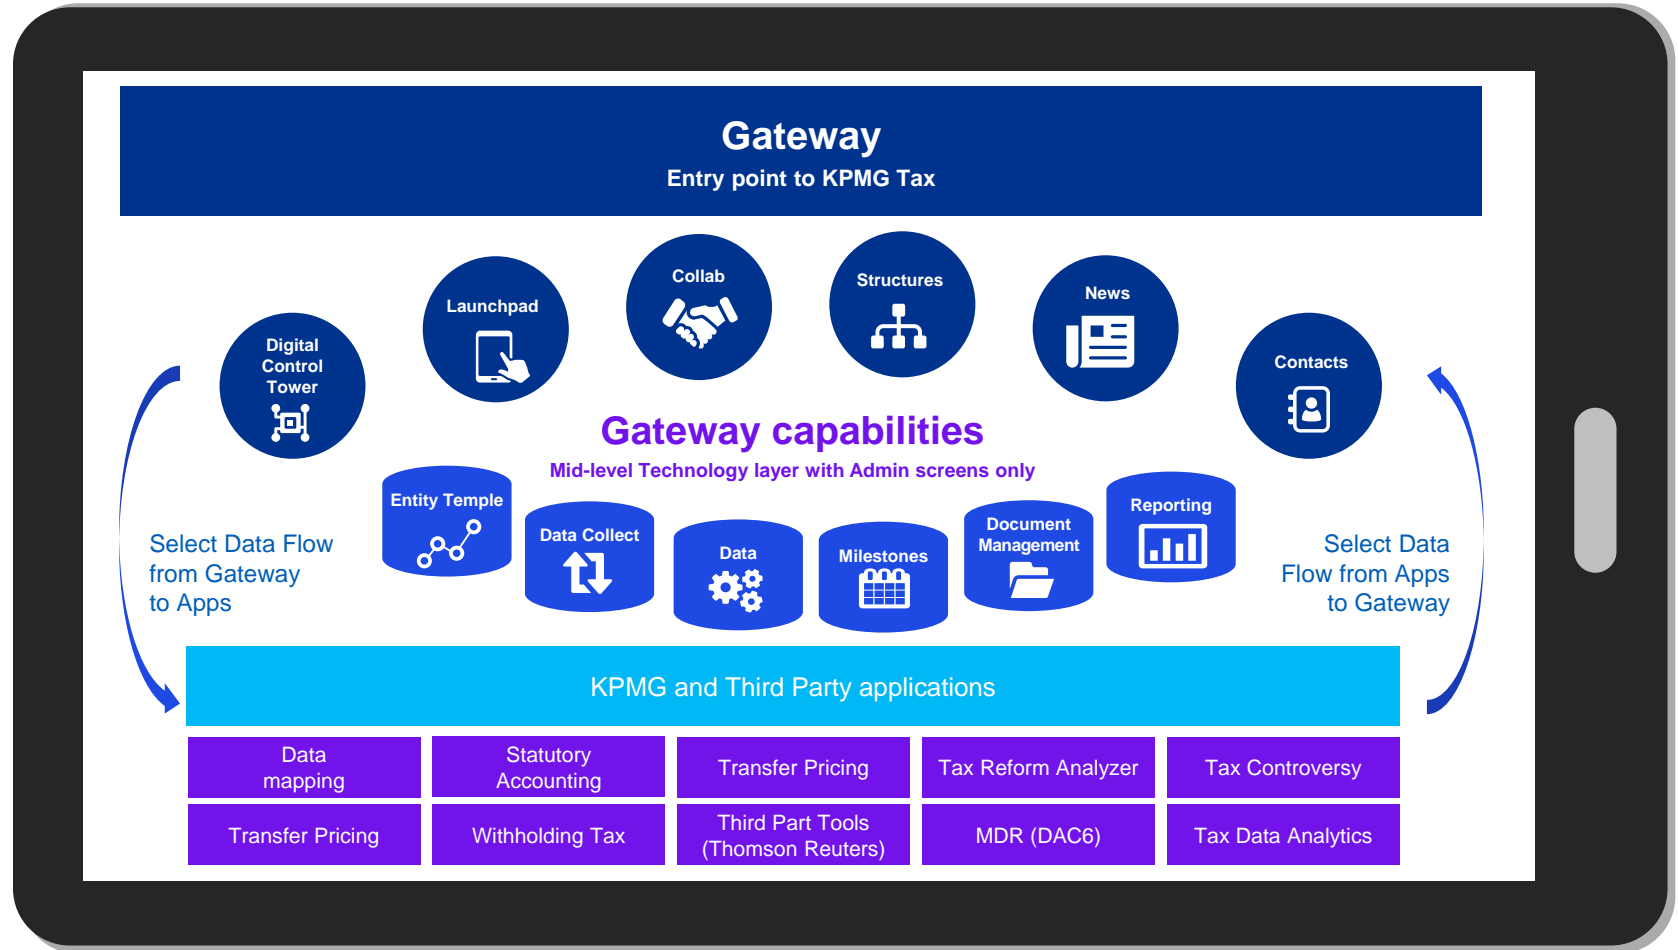 Gateway
Entry point to KPMG Tax
Digital
Control
Tower
Launchpad
Collab
Structures
News
Contacts
Gateway capabilities
Mid-level Technology layer with Admin screens only
Entity Temple
Data Collect
Data
Milestones
Document
Management
Reporting
Select Data Flow
from Gateway
to Apps
Select Data
Flow from Apps
to Gateway
KPMG and Third Party applications
Data
mapping
Statutory
Accounting
Transfer Pricing
Tax Reform Analyzer
Tax Controversy
Transfer Pricing
Withholding Tax
Third Part Tools
(Thomson Reuters)
MDR (DAC6)
Tax Data Analytics